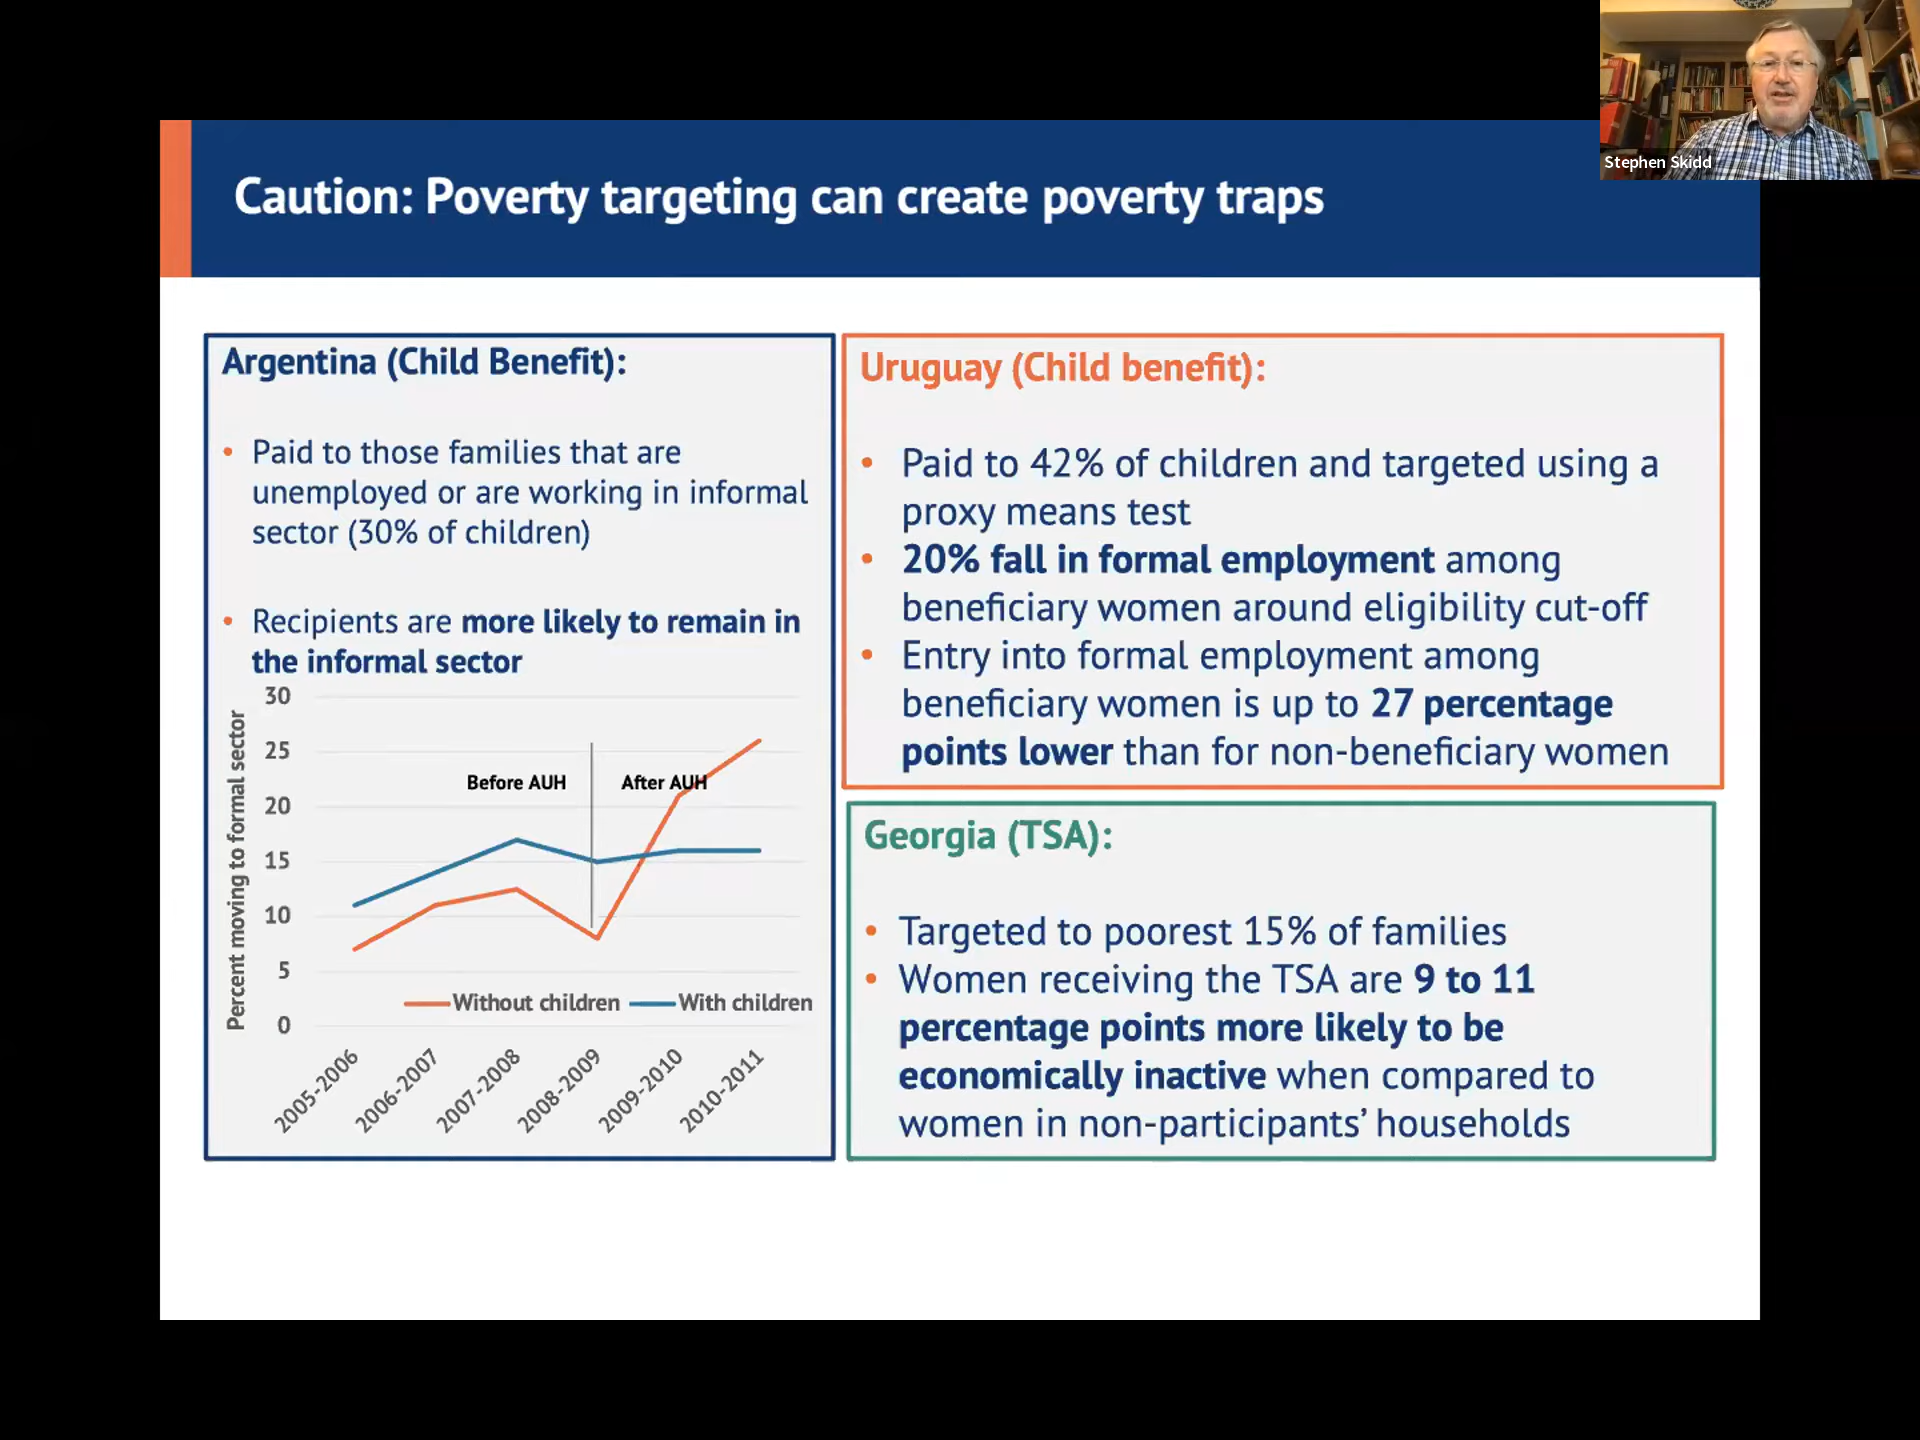 Stephen Skidd
Caution: Poverty targeting can create poverty traps
Argentina (Child Benefit):
• Paid to those families that are
unemployed or are working in informal
sector (30% of children)
• Recipients are more likely to remain in
the informal sector
Percent moving to formal sector
30
25
20
15
10
5
0
Before AUH
After AUH
Without children
With children
2005-2006
2006-2007
2007-2008
2008-2009
2009-2010
2010-2011
Uruguay (Child benefit):
• Paid to 42% of children and targeted using a
proxy means test
• 20% fall in formal employment among
beneficiary women around eligibility cut-off
• Entry into formal employment among
beneficiary women is up to 27 percentage
points lower than for non-beneficiary women
Georgia (TSA):
• Targeted to poorest 15% of families
• Women receiving the TSA are 9 to 11
percentage points more likely to be
economically inactive when compared to
women in non-participants’ households